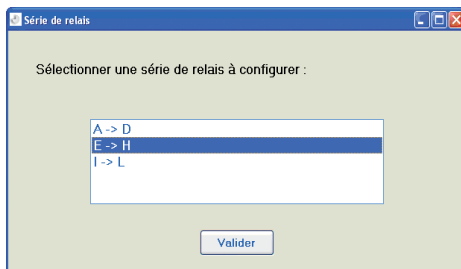 Série de relais
Sélectionner une série de relais à configurer :
A -> D
E -> H
I -> L
Valider